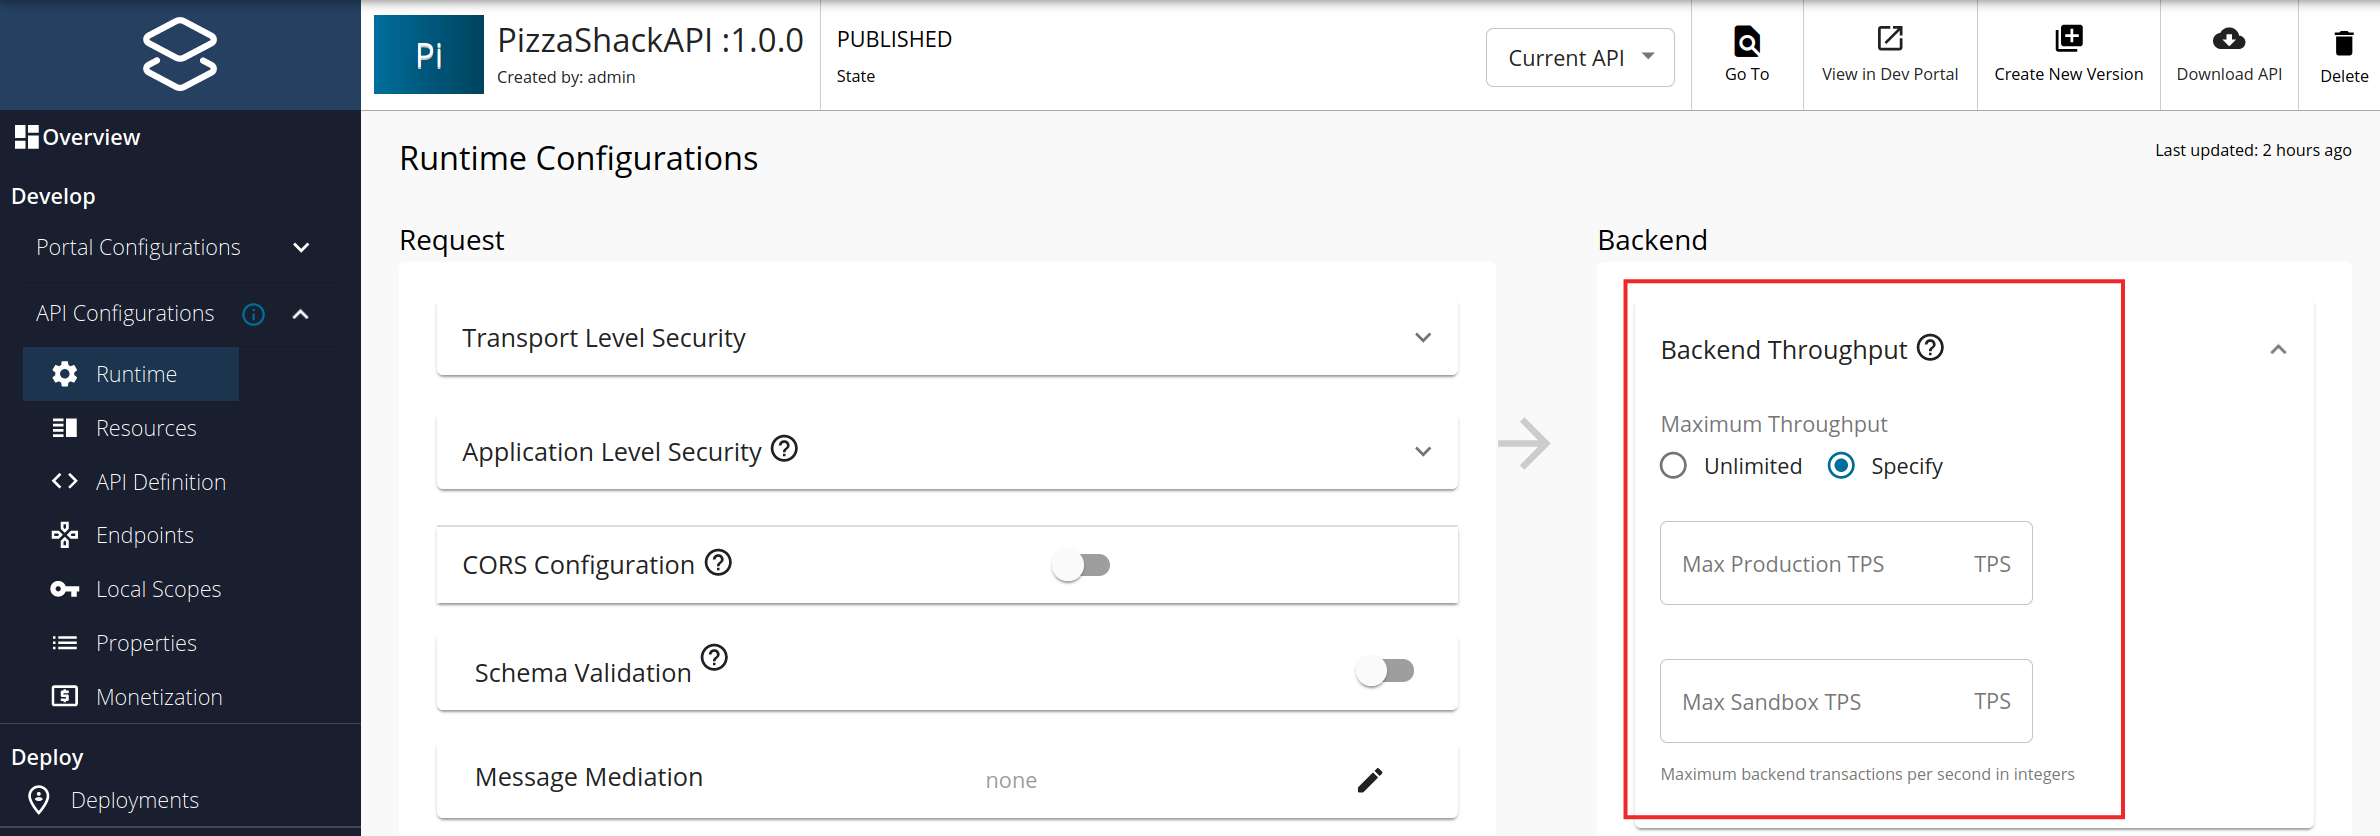 Pi
PizzaShackAPI :1.0.0
Created by: admin
PUBLISHED
State
Current API
Go To
View in Dev Portal
Create New Version
Download API
Delete
Overview
Develop
Portal Configurations
API Configurations
Runtime
Resources
API Definition
Endpoints
Local Scopes
Properties
Monetization
Deploy
Deployments
Runtime Configurations
Last updated: 2 hours ago
Request
Transport Level Security
Application Level Security
CORS Configuration
Schema Validation
Message Mediation none
Backend
Backend Throughput
Maximum Throughput
Unlimited Specify
Max Production TPS TPS
Max Sandbox TPS TPS
Maximum backend transactions per second in integers